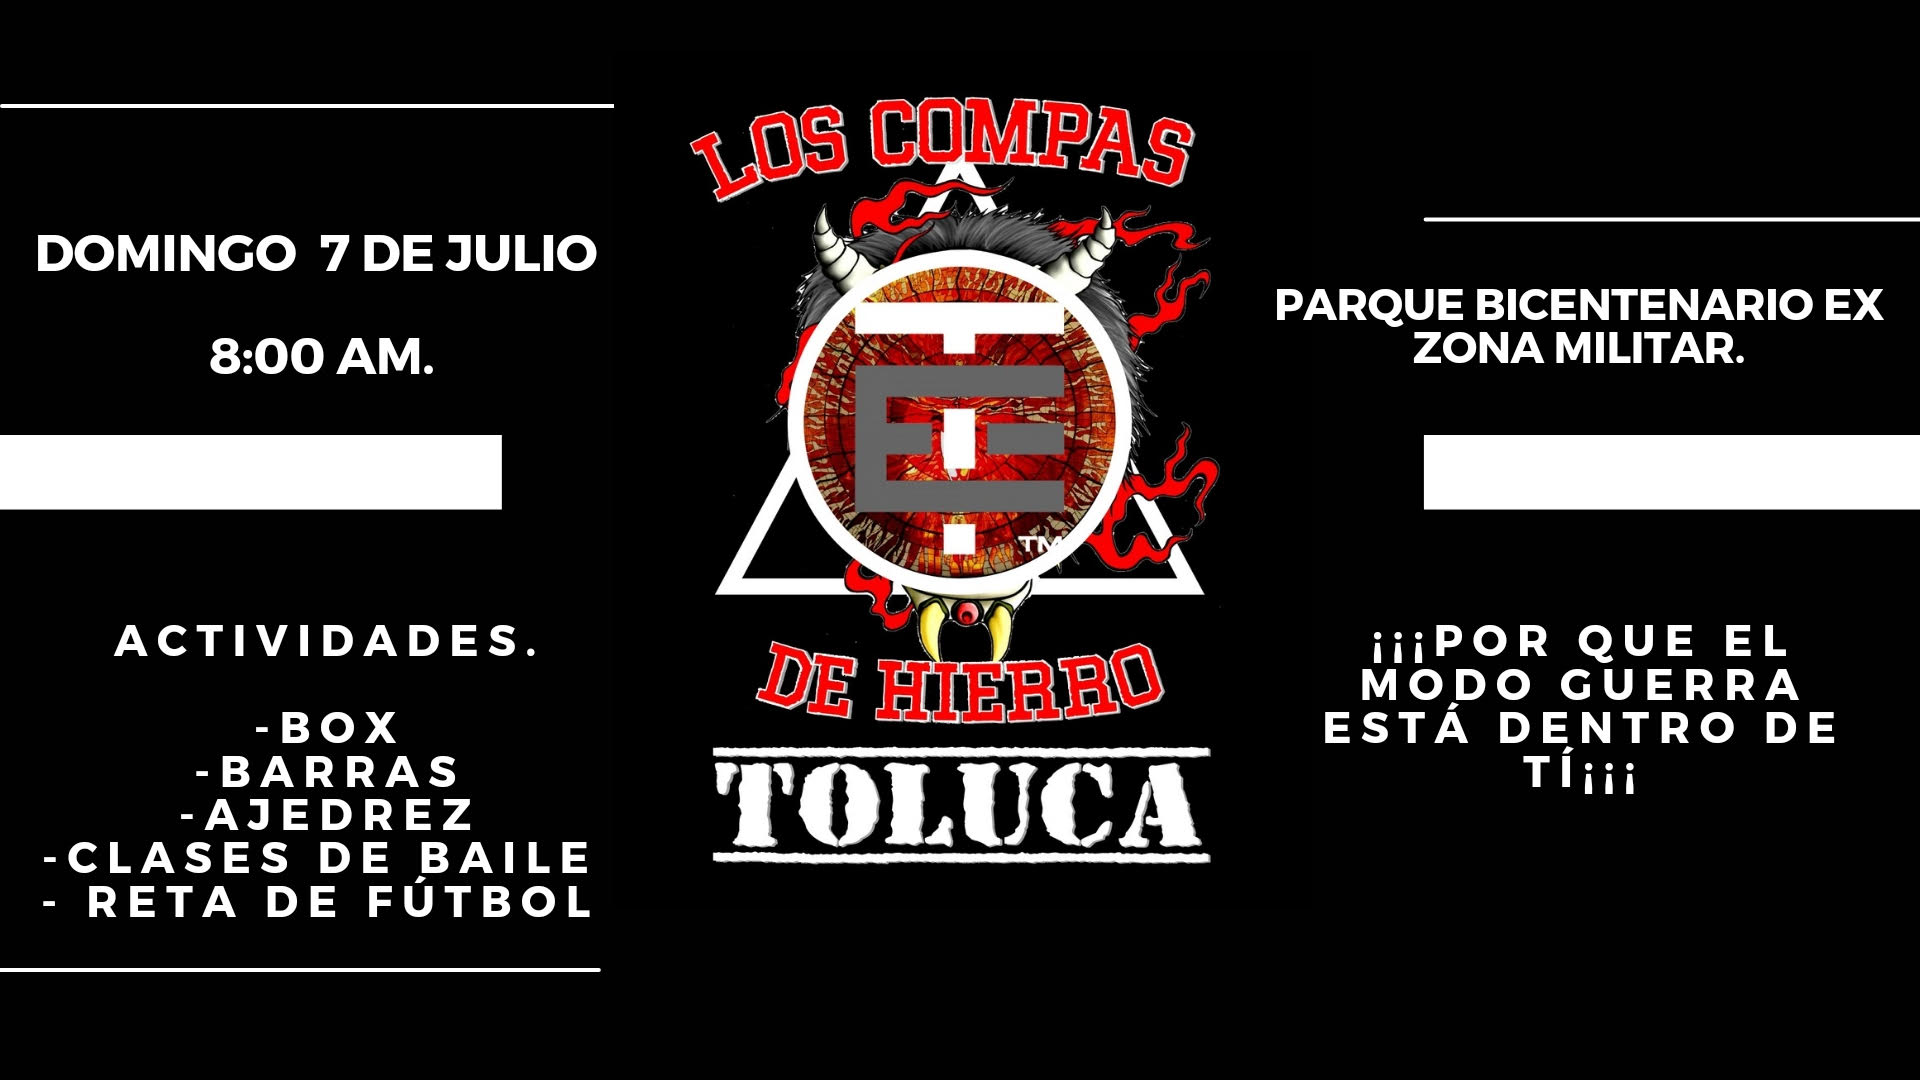 LOS COMPAS
DE HIERRO
TOLUCA
TM
DOMINGO  7 DE JULIO
8:00 AM.
ACTIVIDADES.
-BOX
-BARRAS
-AJEDREZ
-CLASES DE BAILE
- RETA DE FÚTBOL
PARQUE BICENTENARIO EX
ZONA MILITAR.
¡¡¡POR QUE EL
MODO GUERRA
ESTÁ DENTRO DE
TÍ¡¡¡